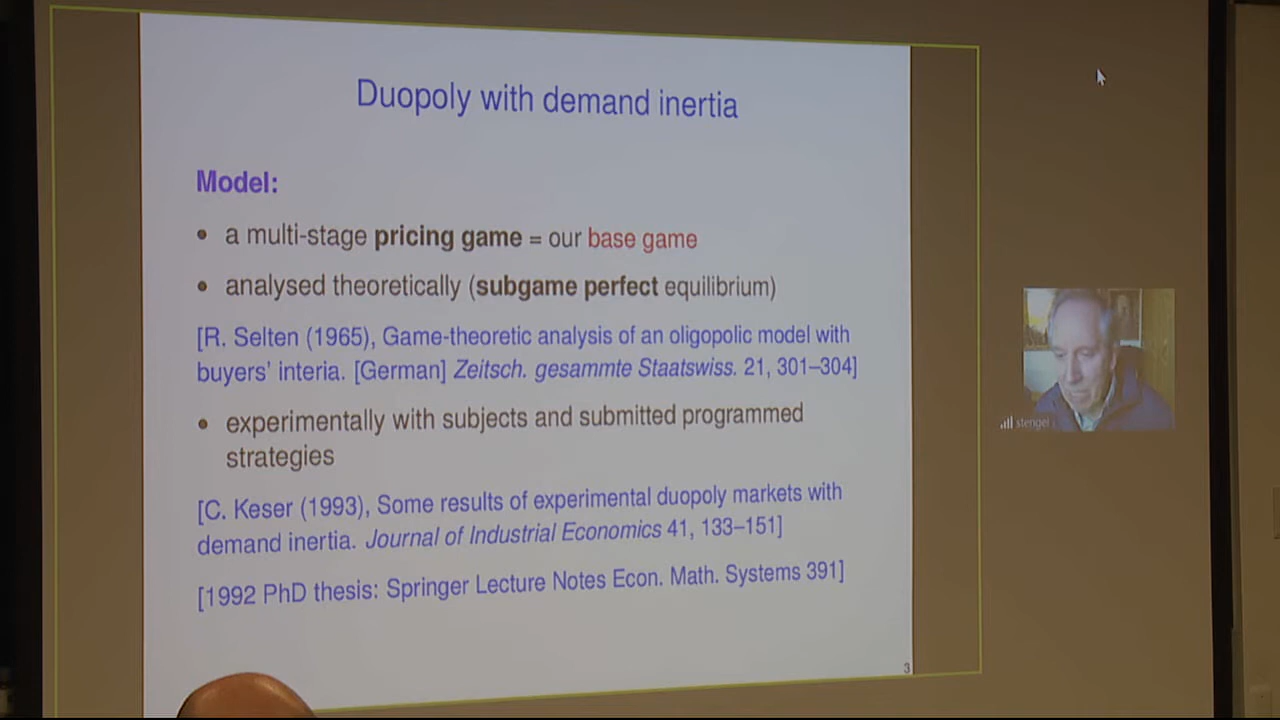 Duopoly with demand inertia
Model:
• a multi-stage pricing game = our base game
• analysed theoretically (subgame perfect equilibrium)
[R. Selten (1965), Game-theoretic analysis of an oligopolic model with
buyers' interia. [German] Zeitsch. gesammte Staatswiss. 21, 301–304]
• experimentally with subjects and submitted programmed
strategies
[C. Keser (1993), Some results of experimental duopoly markets with
demand inertia. Journal of Industrial Economics 41, 133–151]
[1992 PhD thesis: Springer Lecture Notes Econ. Math. Systems 391]
3
stengel